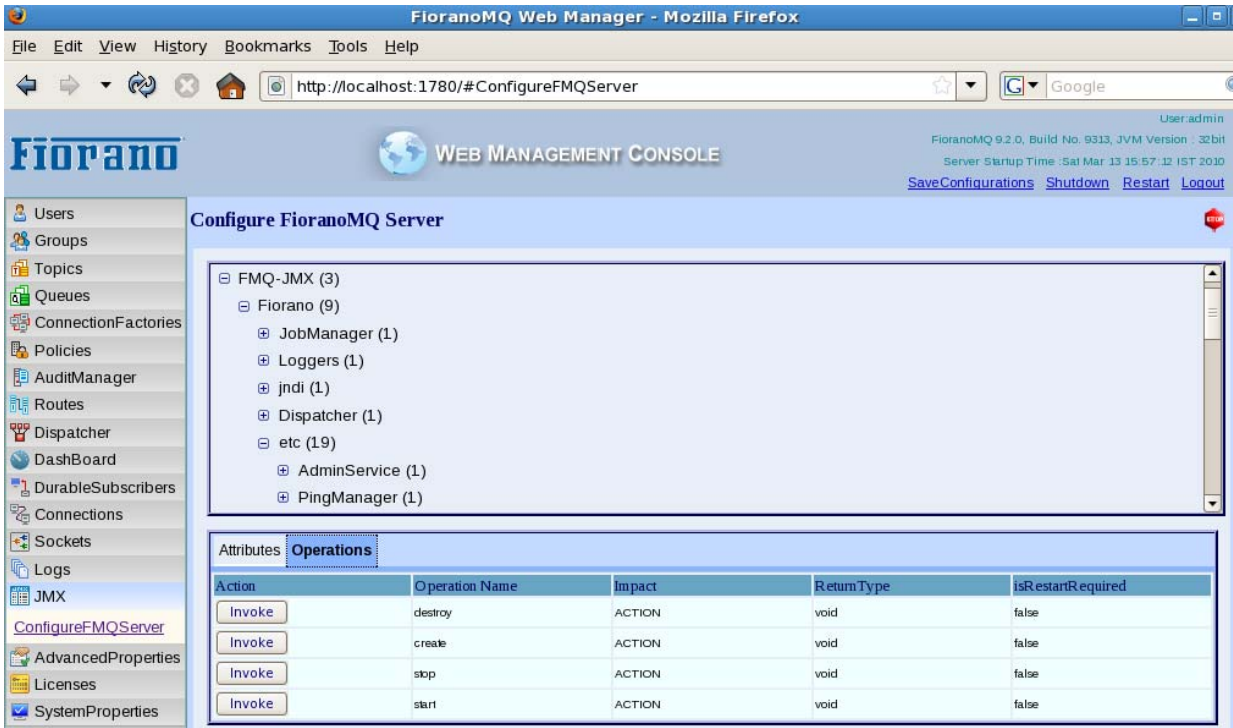 FioranoMQ Web Manager - Mozilla Firefox
File Edit View History Bookmarks Tools Help
http://localhost:1780/#ConfigureFMQServer
G Google
User:admin
Fiorano
WEB MANAGEMENT CONSOLE
FioranoMQ 9.2.0, Build No. 9313, JVM Version : 32bit
Server Startup Time :Sat Mar 13 15:57:12 IST 2010
SaveConfigurations Shutdown Restart Logout
Users
Groups
Topics
Queues
ConnectionFactories
Policies
AuditManager
Routes
Dispatcher
DashBoard
DurableSubscribers
Connections
Sockets
Logs
JMX
ConfigureFMQServer
AdvancedProperties
Licenses
SystemProperties
Configure FioranoMQ Server
STOP
FMQ-JMX (3)
Fiorano (9)
JobManager (1)
Loggers (1)
jndi (1)
Dispatcher (1)
etc (19)
AdminService (1)
PingManager (1)
Attributes Operations
Action Operation Name Impact ReturnType isRestartRequired
Invoke destroy ACTION void false
Invoke create ACTION void false
Invoke stop ACTION void false
Invoke start ACTION void false